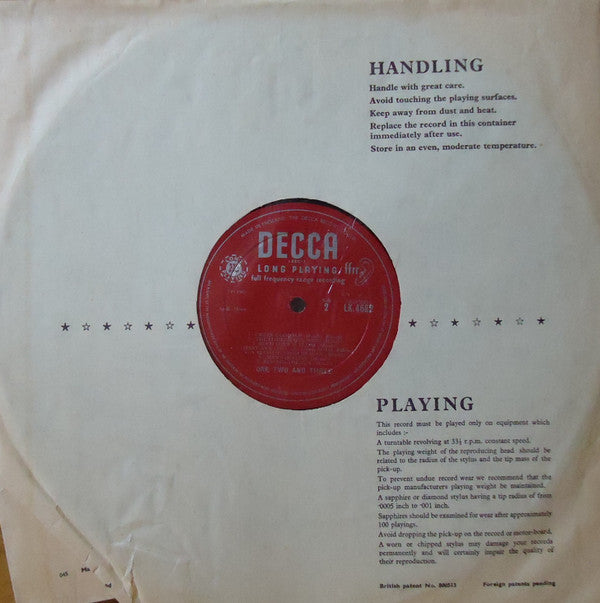 HANDLING
Handle with great care.
Avoid touching the playing surfaces.
Keep away from dust and heat.
Replace the record in this container
immediately after use.
Store in an even, moderate temperature.
DECCA
LONG PLAYING ffrr
full frequency range recording
2
LK.4682
ONE, TWO AND THREE
PLAYING
This record must be played only on equipment which
includes :-
A turntable revolving at 33⅓ r.p.m. constant speed.
The playing weight of the reproducing head should be
related to the radius of the stylus and the tip mass of the
pick-up.
To prevent undue record wear we recommend that the
pick-up manufacturers playing weight be maintained.
A sapphire or diamond stylus having a tip radius of from
·0005 inch to ·001 inch.
Sapphires should be examined for wear after approximately
100 playings.
Avoid dropping the pick-up on the record or motor-board.
A worn or chipped stylus may damage your records
permanently and will certainly impair the quality of
their reproduction.
British patent No. Foreign patents pending